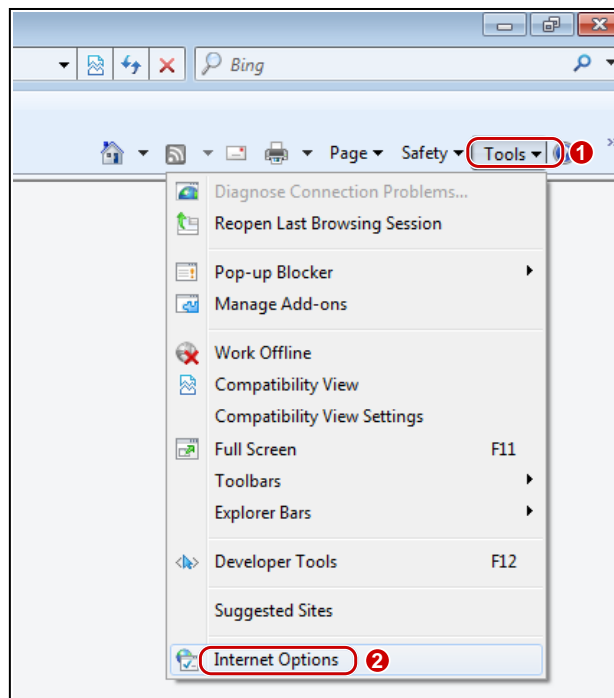 Bing
Page Safety Tools 1 »
Diagnose Connection Problems...
Reopen Last Browsing Session
Pop-up Blocker
Manage Add-ons
Work Offline
Compatibility View
Compatibility View Settings
Full Screen F11
Toolbars
Explorer Bars
Developer Tools F12
Suggested Sites
Internet Options 2